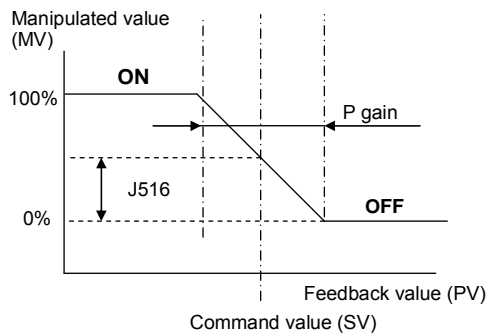 Manipulated value
(MV)
ON
100%
P gain
J516
0%
OFF
Feedback value (PV)
Command value (SV)